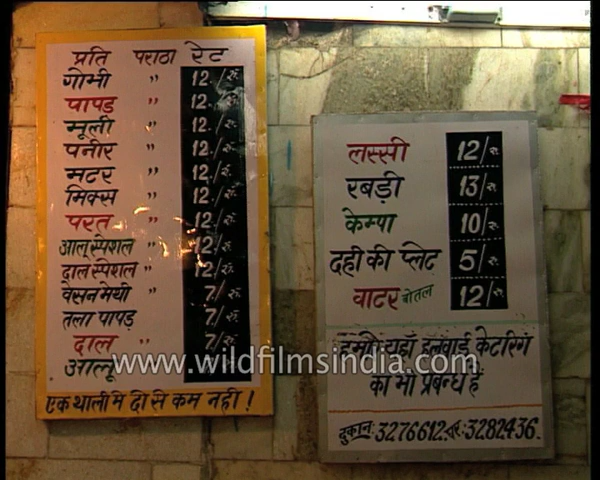 प्रति पराठा रेट
गोभी " 12/रु.
पापड़ " 12/रु.
मूली " 12/रु.
पनीर " 12/रु.
मटर " 12/रु.
मिक्स " 12/रु.
परत " 12/रु.
आलू स्पेशल " 12/रु.
दाल स्पेशल " 12/रु.
वेसन मेथी 7/रु.
तला पापड़ 7/रु.
दाल " 7/रु.
आलू
एक थाली मे दो से कम नही !
लस्सी 12/रु.
रबड़ी 13/रु.
केम्पा 10/रु.
दही की प्लेट 5/रु.
वाटर बोतल 12/रु.
हमारे यहाँ हलवाई केटरिंग
का भी प्रबन्ध है
दुकान: 3276612. 3282436.
www.wildfilmsindia.com